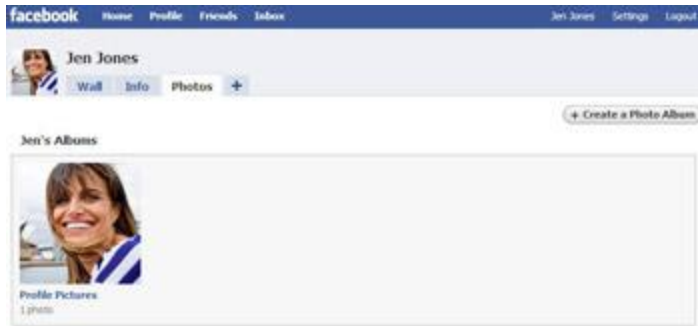 facebook Home Profile Friends Inbox Jen Jones Settings Logout
Jen Jones
Wall Info Photos +
+ Create a Photo Album
Jen's Albums
Profile Pictures
1 photo